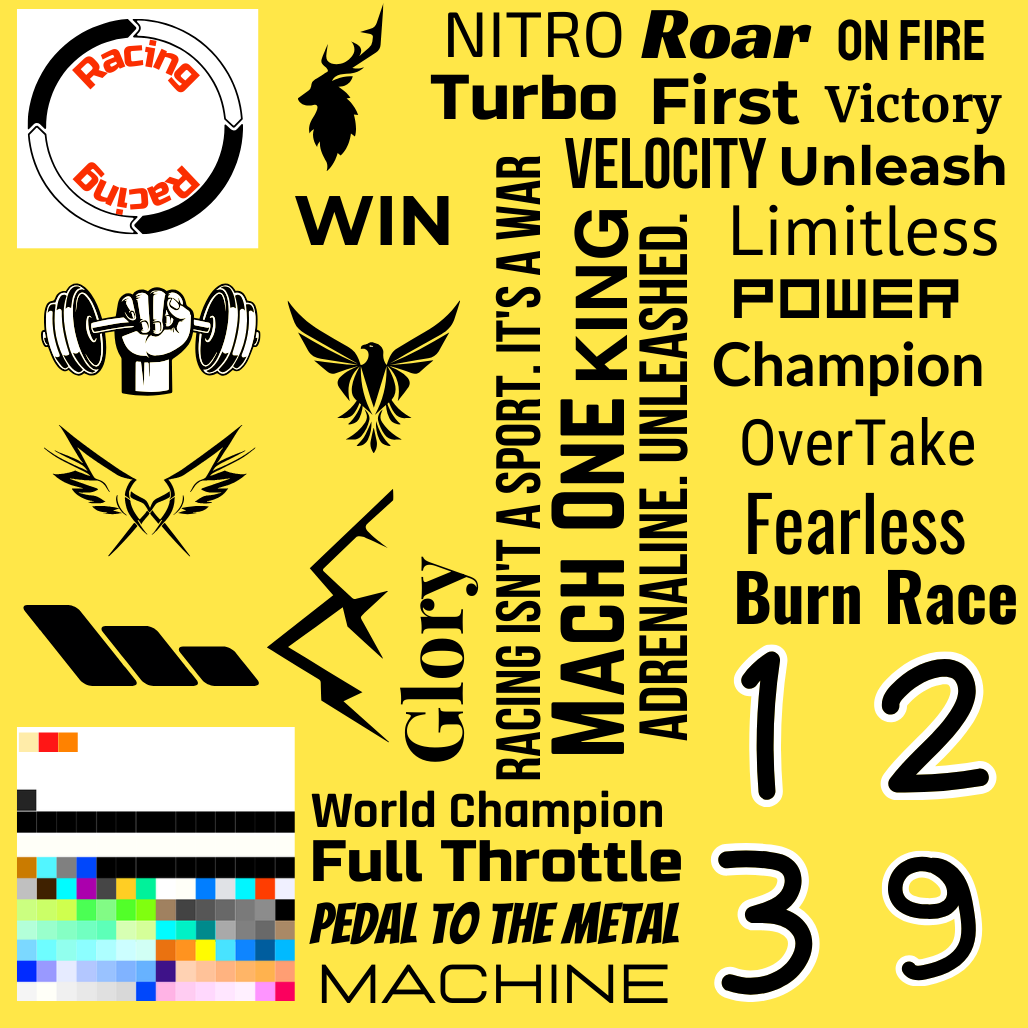 Racing
Racing
NITRO
Roar
ON FIRE
Turbo
First
Victory
VELOCITY
Unleash
WIN
Limitless
POWER
Champion
OverTake
Fearless
Burn Race
RACING ISN'T A SPORT. IT'S A WAR
MACH ONE KING
ADRENALINE. UNLEASHED.
Glory
1
2
3
9
World Champion
Full Throttle
PEDAL TO THE METAL
MACHINE